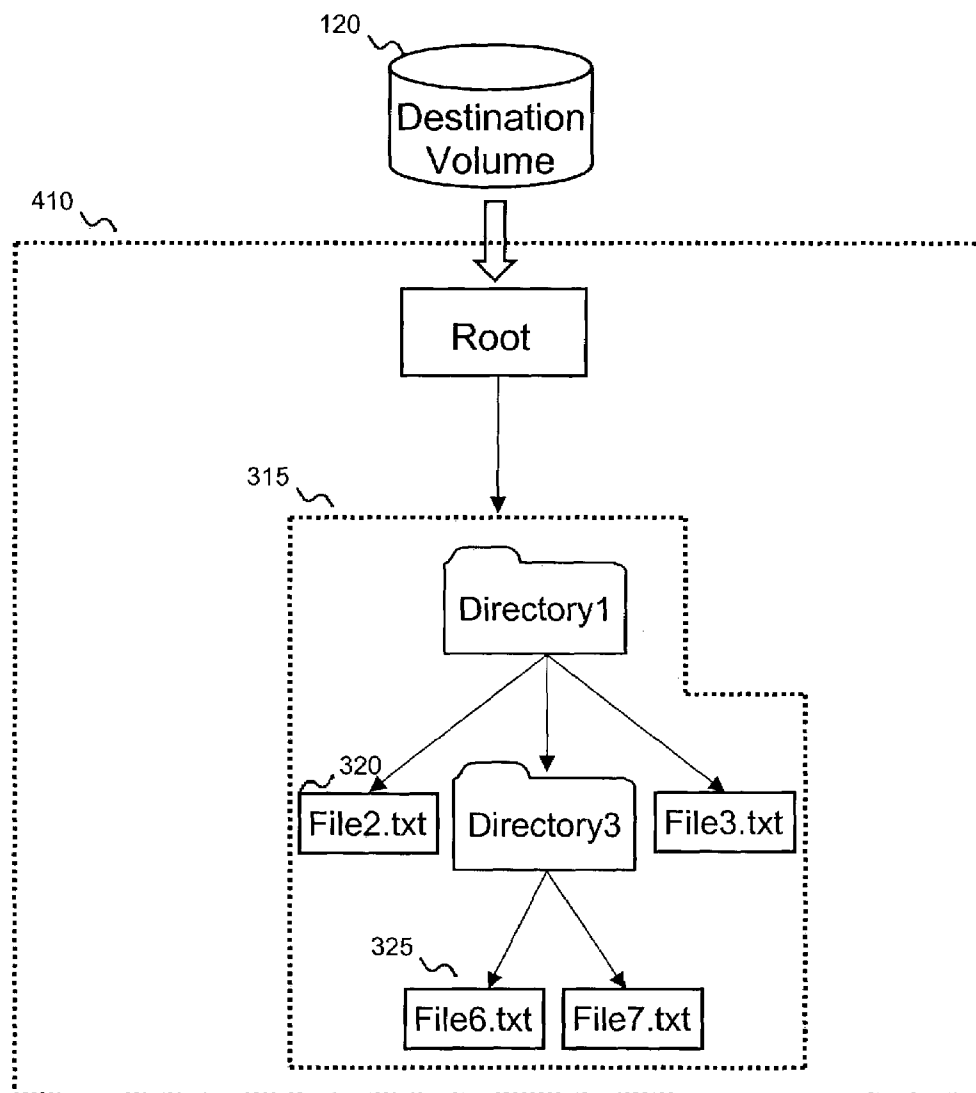 120
Destination
Volume
410
Root
315
Directory1
320
File2.txt
Directory3
File3.txt
325
File6.txt
File7.txt